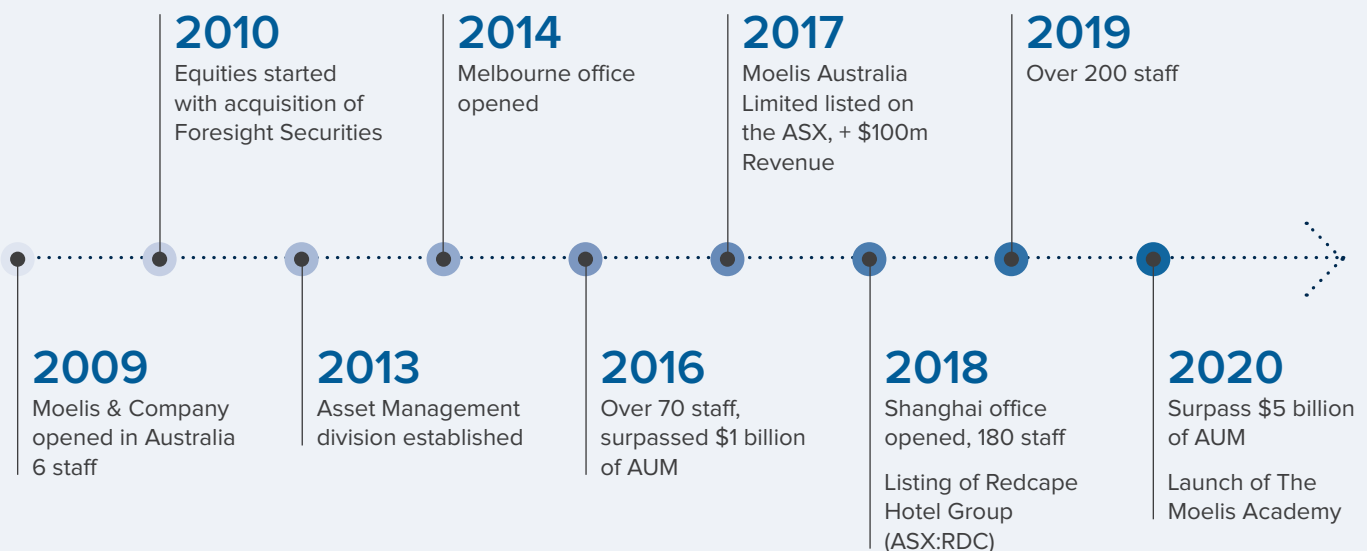 2010
Equities started
with acquisition of
Foresight Securities
2014
Melbourne office
opened
2017
Moelis Australia
Limited listed on
the ASX, + $100m
Revenue
2019
Over 200 staff
2009
Moelis & Company
opened in Australia
6 staff
2013
Asset Management
division established
2016
Over 70 staff,
surpassed $1 billion
of AUM
2018
Shanghai office
opened, 180 staff
Listing of Redcape
Hotel Group
(ASX:RDC)
2020
Surpass $5 billion
of AUM
Launch of The
Moelis Academy